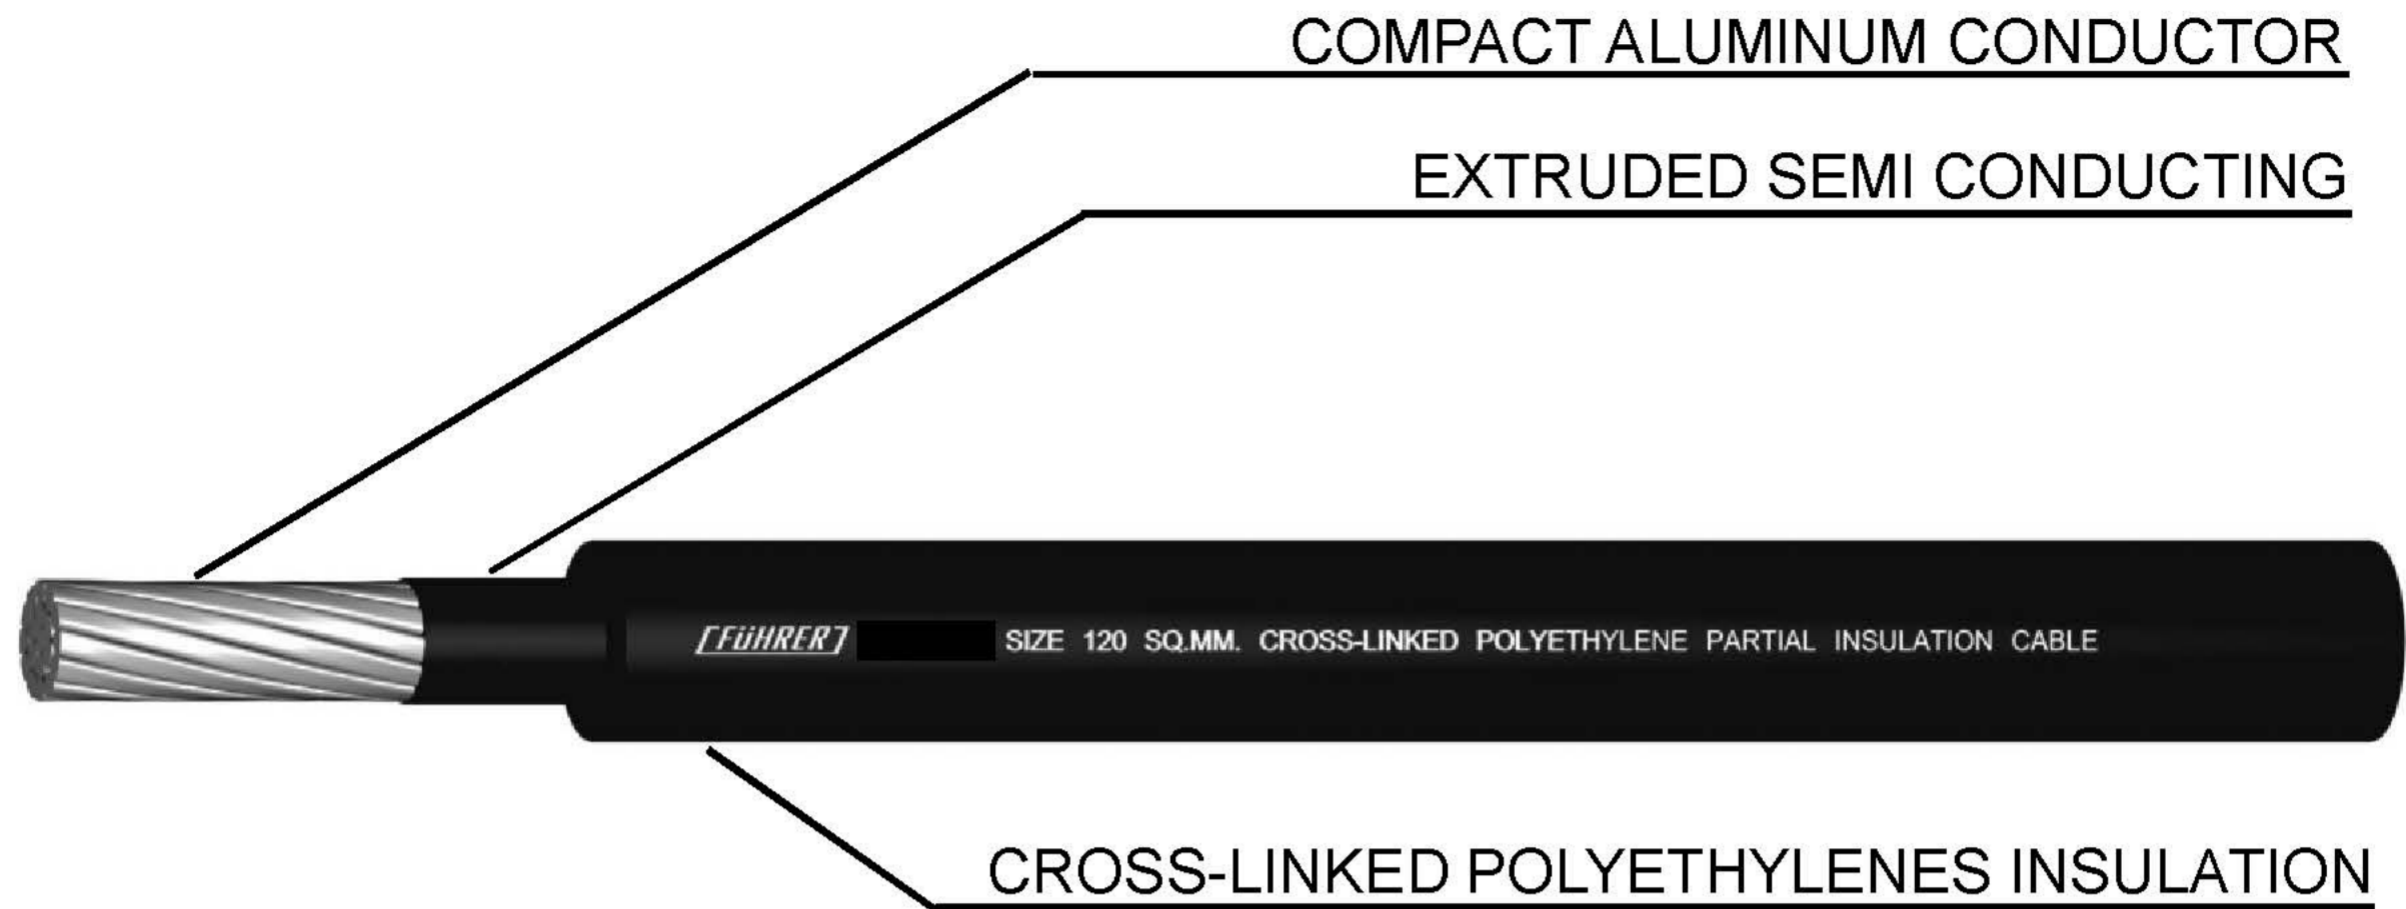 COMPACT ALUMINUM CONDUCTOR
EXTRUDED SEMI CONDUCTING
[FüHRER] SIZE 120 SQ.MM. CROSS-LINKED POLYETHYLENE PARTIAL INSULATION CABLE
CROSS-LINKED POLYETHYLENES INSULATION